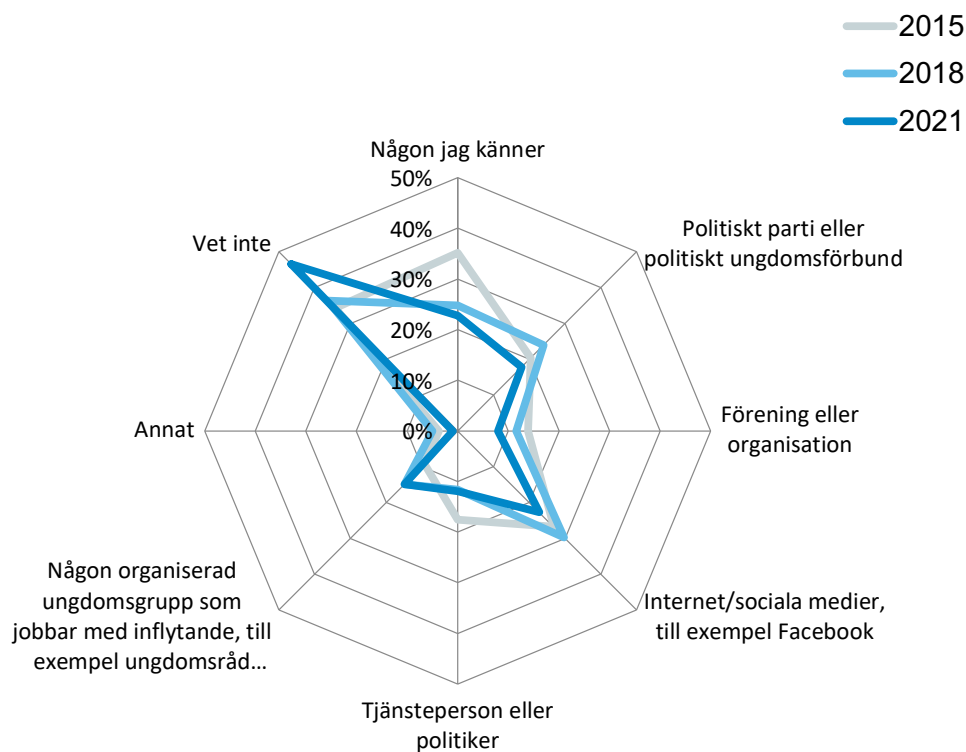 2015
2018
2021
Någon jag känner
50%
40%
30%
20%
10%
0%
Politiskt parti eller
politiskt ungdomsförbund
Förening eller
organisation
Internet/sociala medier,
till exempel Facebook
Tjänsteperson eller
politiker
Någon organiserad
ungdomsgrupp som
jobbar med inflytande, till
exempel ungdomsråd...
Annat
Vet inte